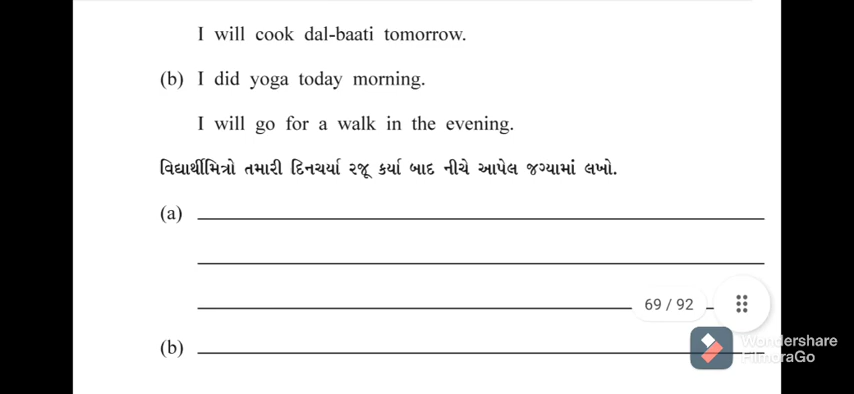 I will cook dal-baati tomorrow.
(b) I did yoga today morning.
I will go for a walk in the evening.
વિદ્યાર્થીમિત્રો તમારી દિનચર્યા રજૂ કર્યા બાદ નીચે આપેલ જગ્યામાં લખો.
(a)
69 / 92
(b)
Wondershare
FilmoraGo